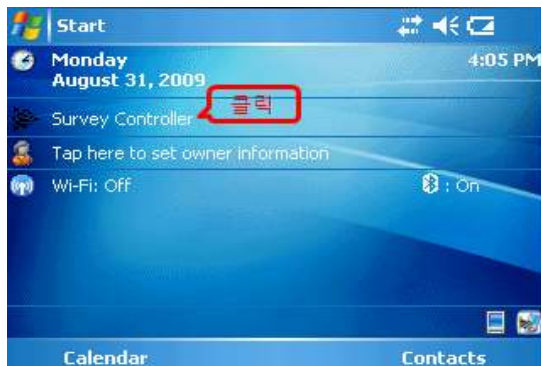 Start
Monday
4:05 PM
August 31, 2009
Survey Controller
클릭
Tap here to set owner information
Wi-Fi: Off
: On
Calendar
Contacts